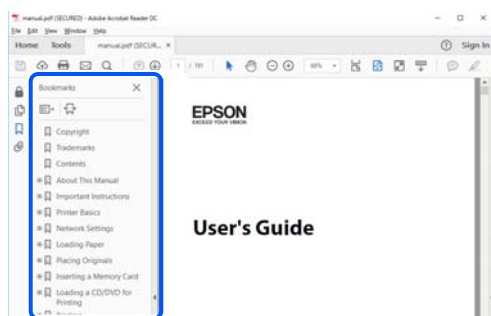 manual.pdf (SECURED) - Adobe Acrobat Reader DC
File Edit View Window Help
Home Tools manual.pdf (SECUR... × Sign In
1 / 191
Bookmarks
Copyright
Trademarks
Contents
About This Manual
Important Instructions
Printer Basics
Network Settings
Loading Paper
Placing Originals
Inserting a Memory Card
Loading a CD/DVD for
Printing
EPSON
EXCEED YOUR VISION
User's Guide